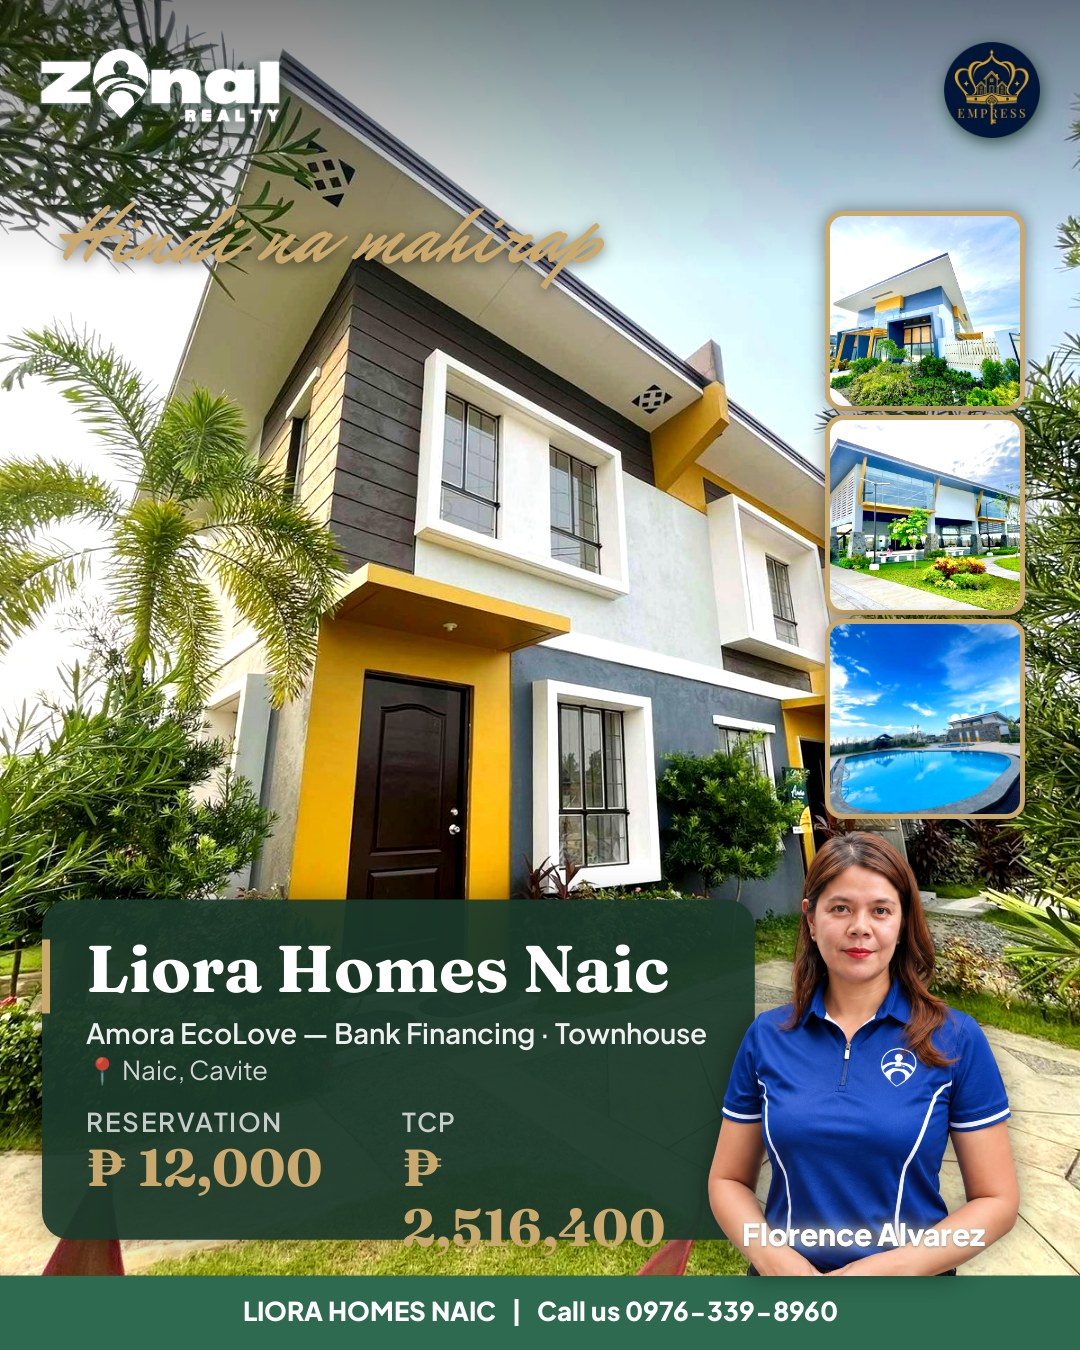 Zonal
REALTY
EMPRESS
Hindi na mahirap
Liora Homes Naic
Amora EcoLove — Bank Financing · Townhouse
📍 Naic, Cavite
RESERVATION
₱ 12,000
TCP
₱
2,516,400
Florence Alvarez
LIORA HOMES NAIC | Call us 0976-339-8960